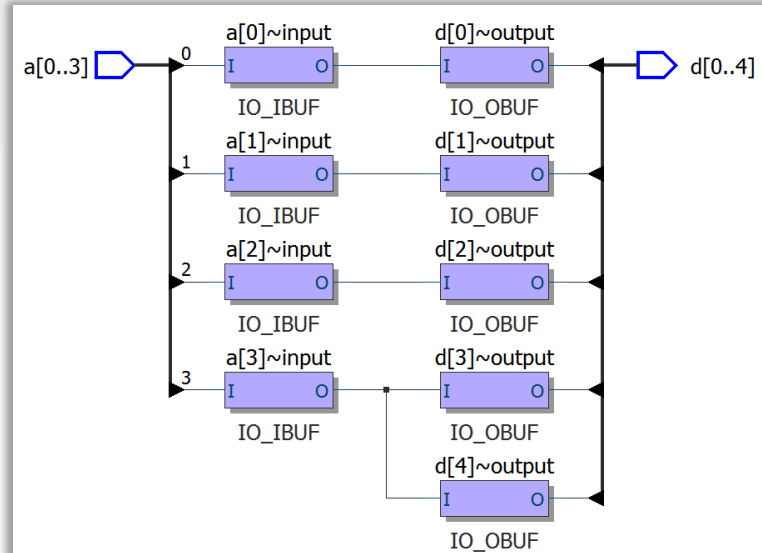 a[0]~input d[0]~output
a[0..3] 0 I O I O d[0..4]
IO_IBUF IO_OBUF
a[1]~input d[1]~output
1 I O I O
IO_IBUF IO_OBUF
a[2]~input d[2]~output
2 I O I O
IO_IBUF IO_OBUF
a[3]~input d[3]~output
3 I O I O
IO_IBUF IO_OBUF
d[4]~output
I O
IO_OBUF